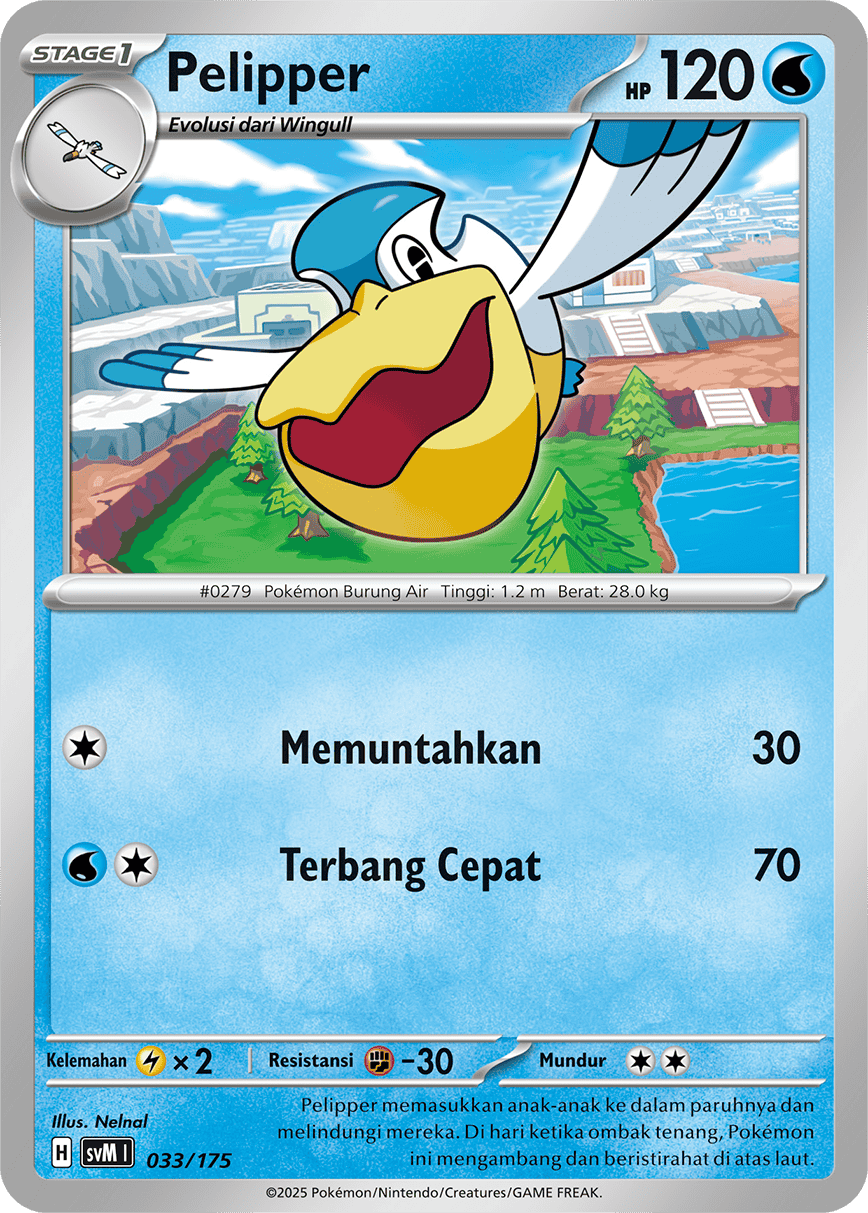 STAGE1
Pelipper
HP 120
Evolusi dari Wingull
#0279 Pokémon Burung Air Tinggi: 1.2 m Berat: 28.0 kg
Memuntahkan 30
Terbang Cepat 70
Kelemahan ×2 Resistansi -30 Mundur
Illus. Nelnal
Pelipper memasukkan anak-anak ke dalam paruhnya dan
melindungi mereka. Di hari ketika ombak tenang, Pokémon
ini mengambang dan beristirahat di atas laut.
H svM I 033/175
©2025 Pokémon/Nintendo/Creatures/GAME FREAK.